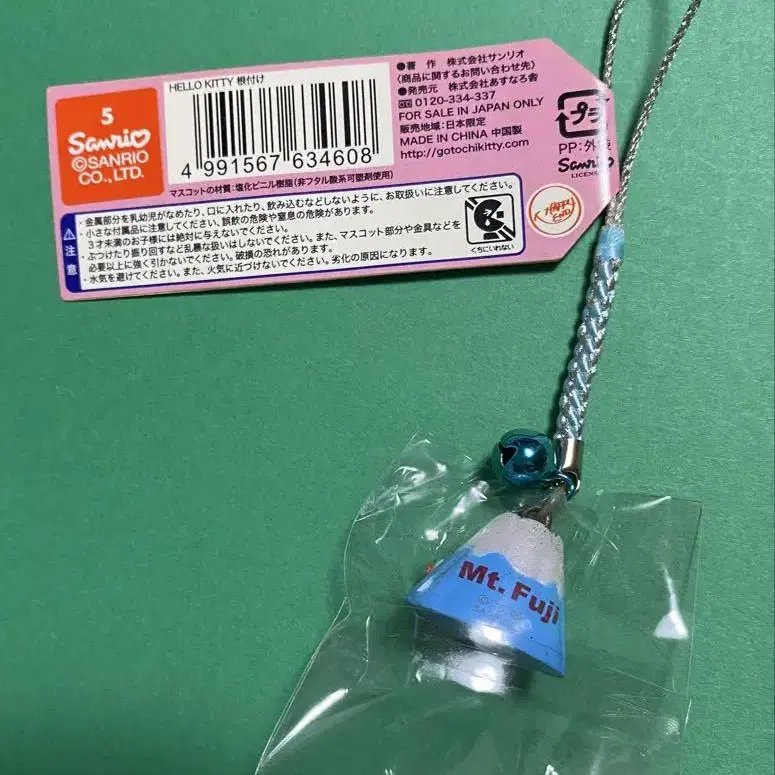 5
Sanrio
©SANRIO
CO.,LTD.
HELLO KITTY 根付け
4 991567 634608
マスコットの材質:塩化ビニル樹脂(非フタル酸系可塑剤使用)
●著 作 株式会社サンリオ
〈商品に関するお問い合わせ先〉
●発売元 株式会社あすなろ舎
0120-334-337
FOR SALE IN JAPAN ONLY
販売地域:日本限定
MADE IN CHINA 中国製
http://gotochikitty.com
プラ
PP:外装
Sanrio
LICENSE
HAPPY
END
注意
・金属部分を乳幼児がなめたり、口に入れたり、飲み込むなどしないように、お取扱いに注意してください。
・小さな付属品に注意してください。誤飲の危険や窒息の危険があります。
・3才未満のお子様には絶対に与えないでください。
・ぶつけたり振り回すなど乱暴な扱いはしないでください。また、マスコット部分や金具などを
必要以上に強く引かないでください。破損の恐れがあります。
・水気を避けてください。また、火気に近づけないでください。劣化の原因になります。
くちにいれない
Mt. Fuji